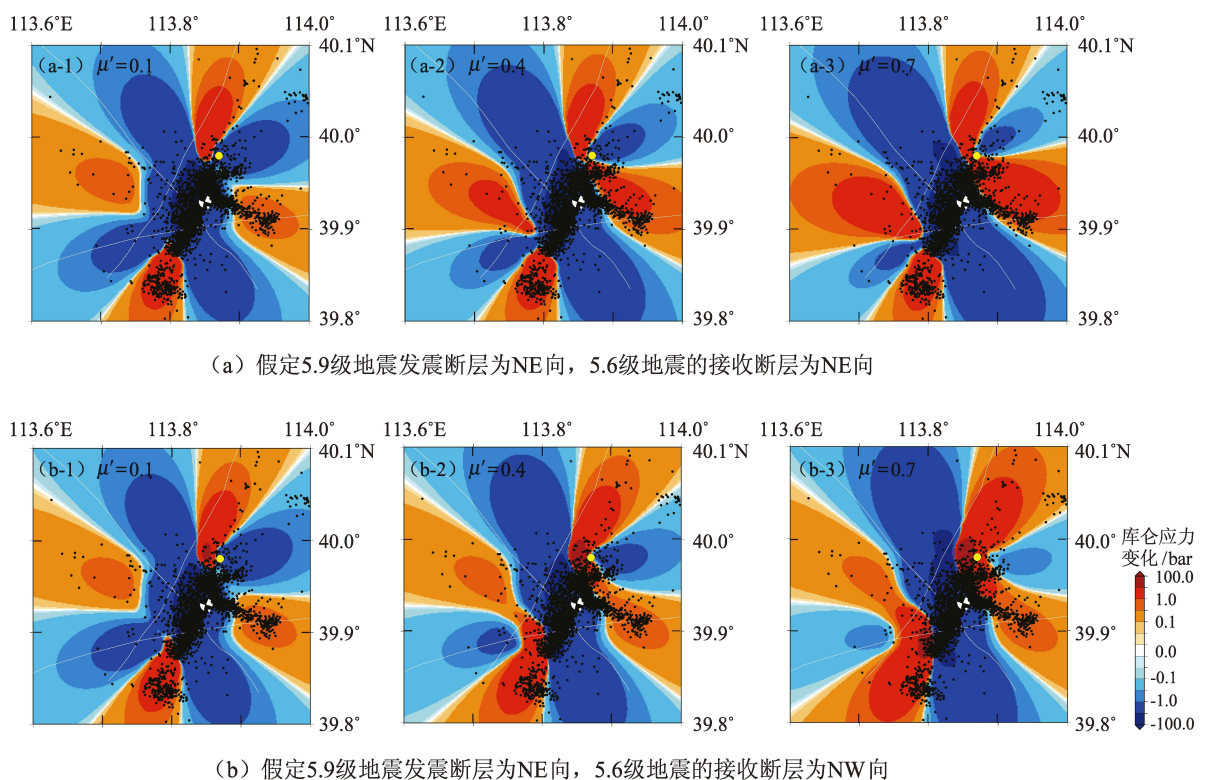 113.6°E 113.8° 114.0° 113.6°E 113.8° 114.0° 113.6°E 113.8° 114.0°
40.1°N 40.1°N 40.1°N
(a-1) μ′=0.1 (a-2) μ′=0.4 (a-3) μ′=0.7
40.0° 40.0° 40.0°
39.9° 39.9° 39.9°
39.8° 39.8° 39.8°
(a) 假定5.9级地震发震断层为NE向，5.6级地震的接收断层为NE向
113.6°E 113.8° 114.0° 113.6°E 113.8° 114.0° 113.6°E 113.8° 114.0°
40.1°N 40.1°N 40.1°N
(b-1) μ′=0.1 (b-2) μ′=0.4 (b-3) μ′=0.7
40.0° 40.0° 40.0°
39.9° 39.9° 39.9°
39.8° 39.8° 39.8°
库仑应力
变化/bar
100.0
1.0
0.1
0.0
-0.1
-1.0
-100.0
(b) 假定5.9级地震发震断层为NE向，5.6级地震的接收断层为NW向